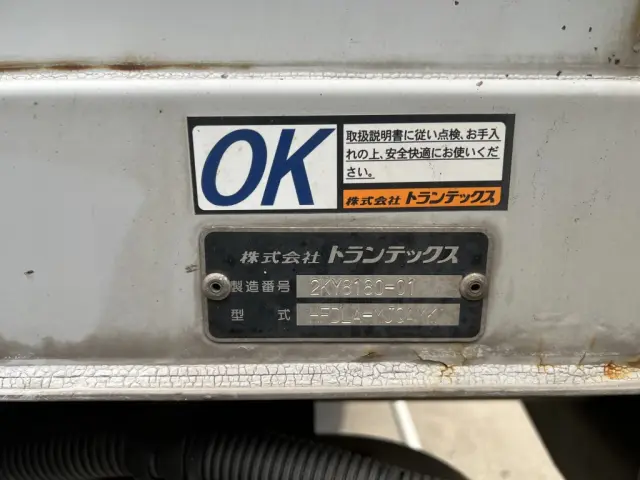 OK
取扱説明書に従い点検、お手入
れの上、安全快適にお使いくだ
さい。
株式会社 トランテックス
株式会社 トランテックス
製造番号 2KY8180-01
型 式